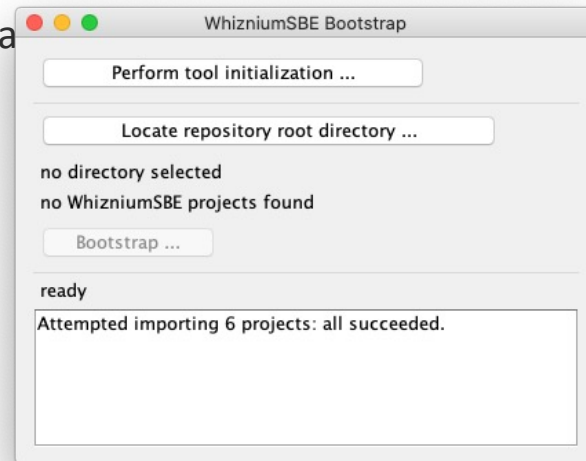 a
WhizniumSBE Bootstrap
Perform tool initialization ...
Locate repository root directory ...
no directory selected
no WhizniumSBE projects found
Bootstrap ...
ready
Attempted importing 6 projects: all succeeded.